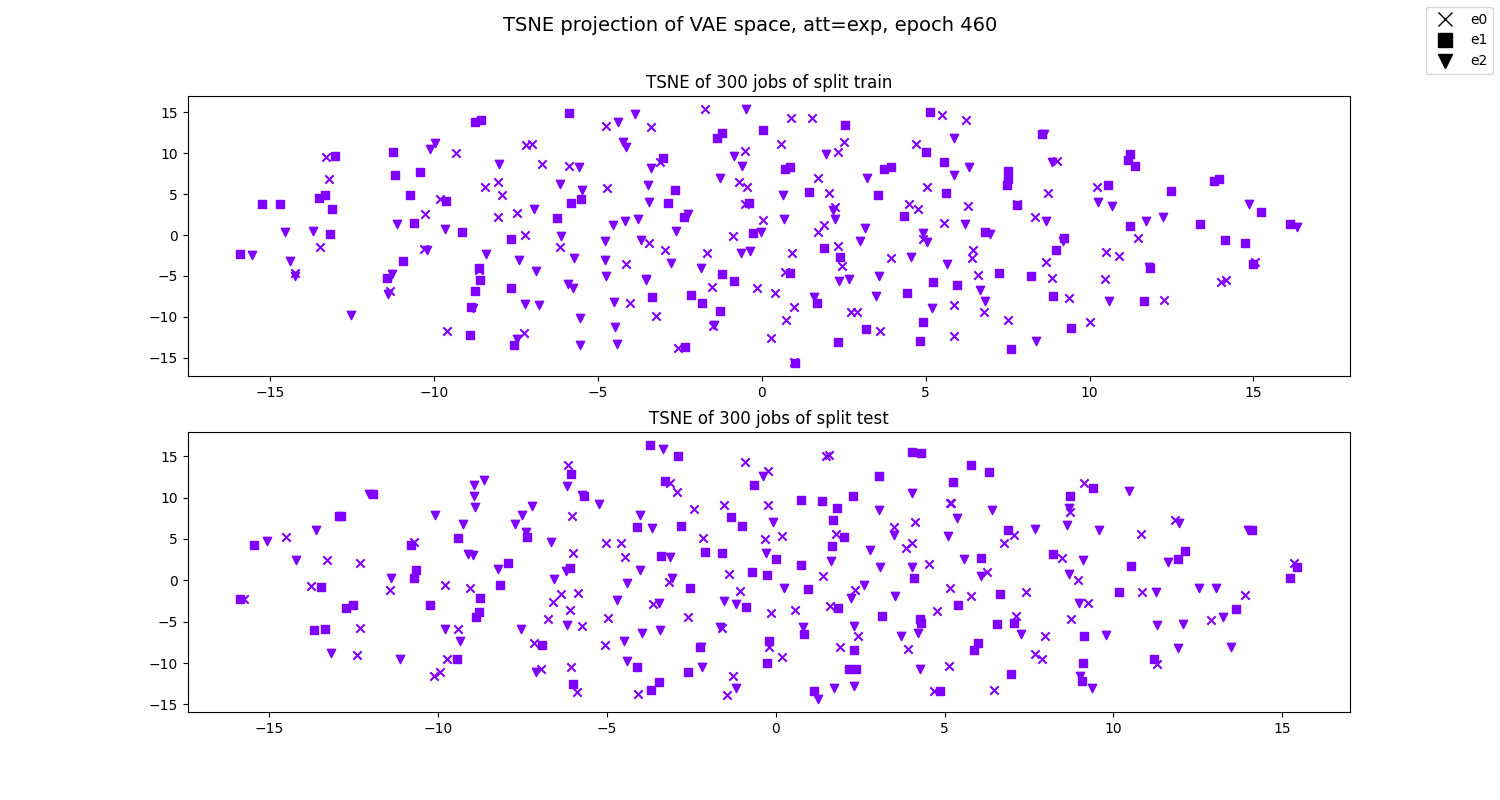 TSNE projection of VAE space, att=exp, epoch 460
e0
e1
e2
TSNE of 300 jobs of split train
15
10
5
0
−5
−10
−15
−15 −10 −5 0 5 10 15
TSNE of 300 jobs of split test
15
10
5
0
−5
−10
−15
−15 −10 −5 0 5 10 15